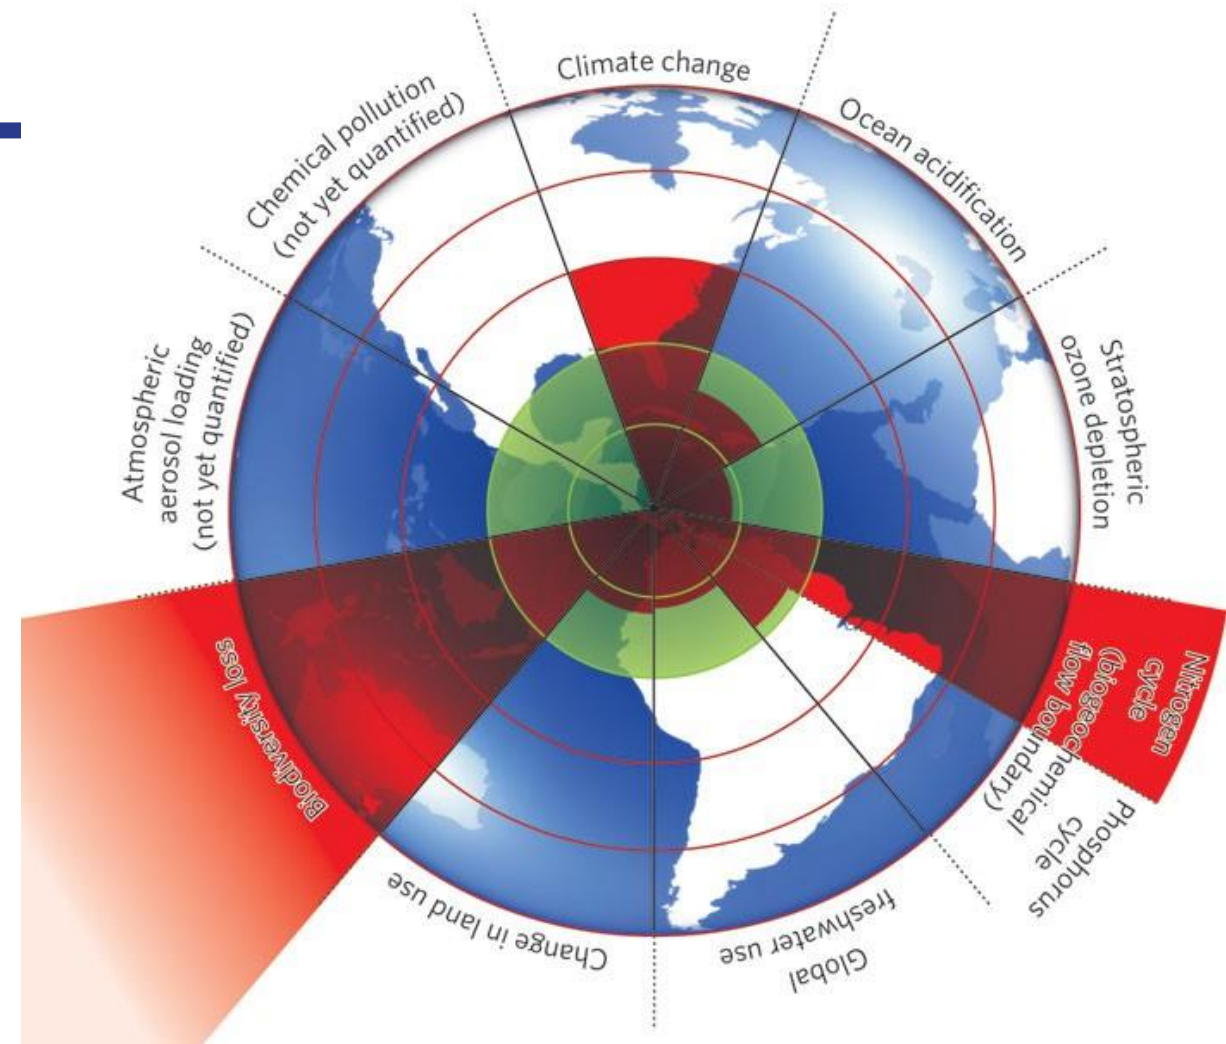 Climate change
Ocean acidification
Stratospheric
ozone depletion
Nitrogen
cycle
(biogeochemical
flow boundary)
Phosphorus
cycle
Global
freshwater use
Change in land use
Biodiversity loss
Atmospheric
aerosol loading
(not yet quantified)
Chemical pollution
(not yet quantified)